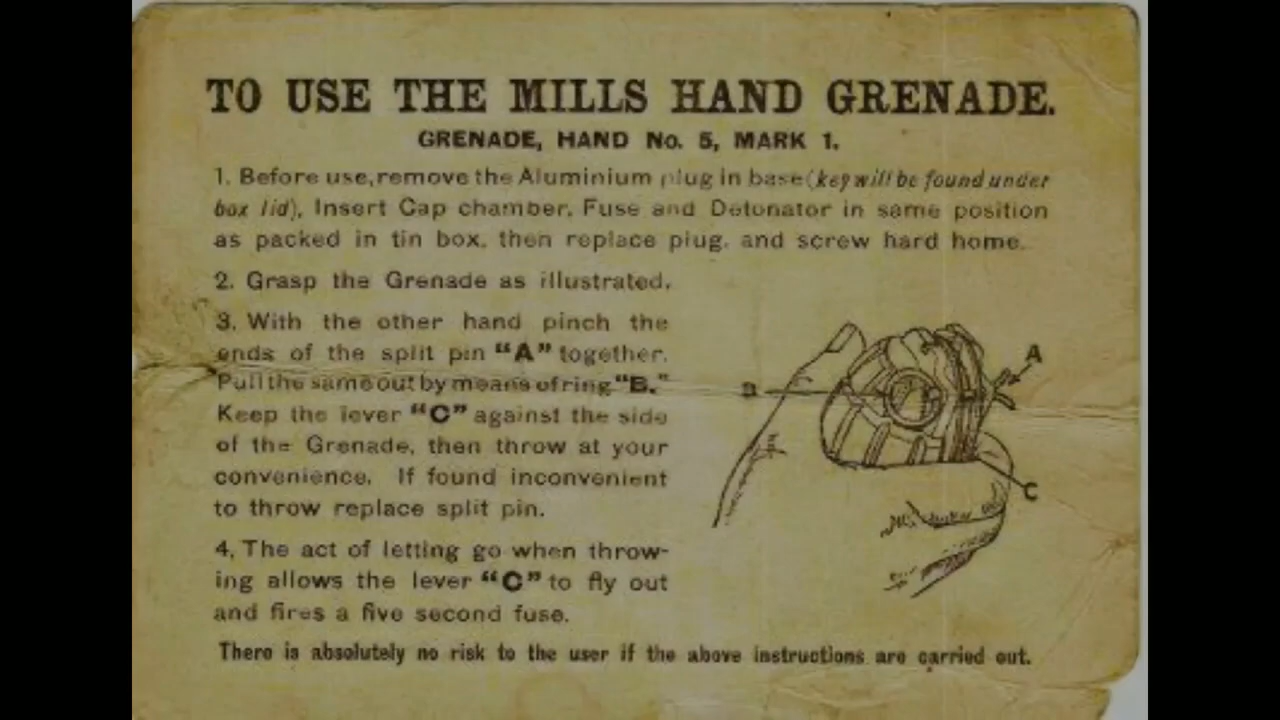 TO USE THE MILLS HAND GRENADE.
GRENADE, HAND No. 5, MARK 1.
1. Before use, remove the Aluminium plug in base (key will be found under
box lid), Insert Cap chamber, Fuse and Detonator in same position
as packed in tin box, then replace plug, and screw hard home.
2. Grasp the Grenade as illustrated.
3. With the other hand pinch the
ends of the split pin “A” together.
Pull the same out by means of ring “B.”
Keep the lever “C” against the side
of the Grenade, then throw at your
convenience. If found inconvenient
to throw replace split pin.
4. The act of letting go when throw-
ing allows the lever “C” to fly out
and fires a five second fuse.
There is absolutely no risk to the user if the above instructions are carried out.
A
B
C